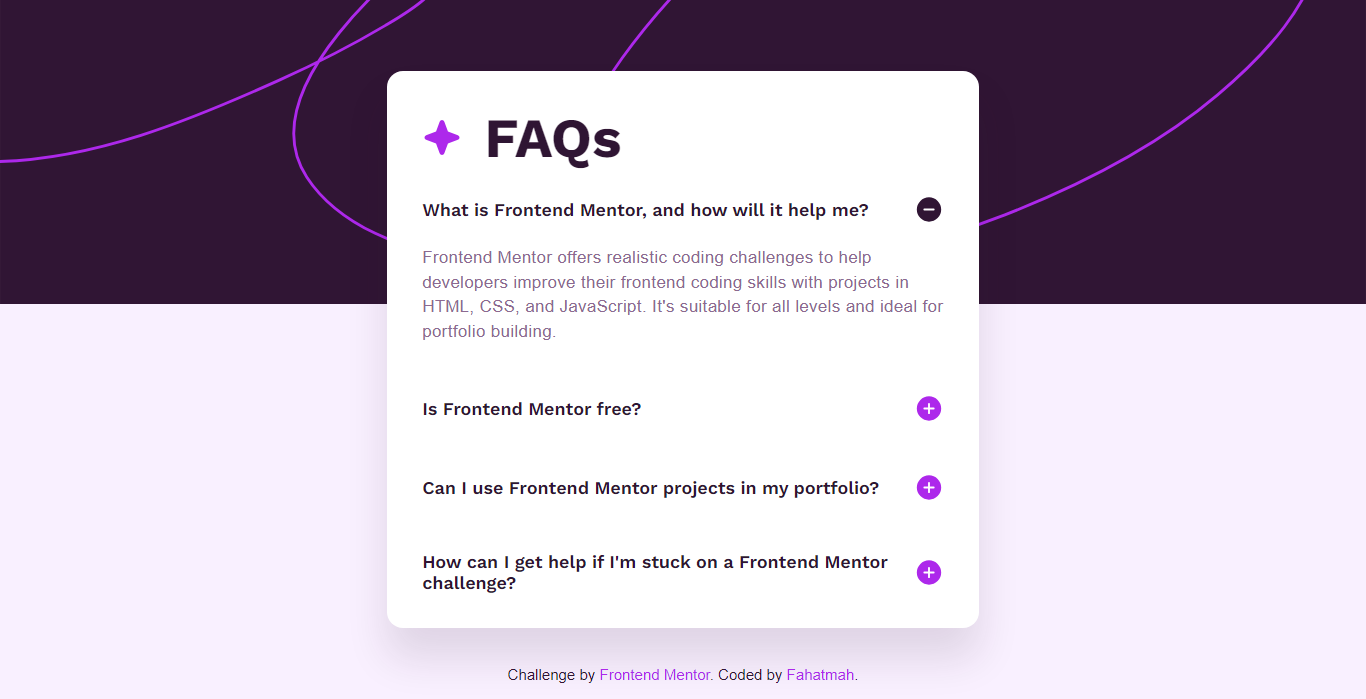 FAQs
What is Frontend Mentor, and how will it help me?
Frontend Mentor offers realistic coding challenges to help
developers improve their frontend coding skills with projects in
HTML, CSS, and JavaScript. It's suitable for all levels and ideal for
portfolio building.
Is Frontend Mentor free?
Can I use Frontend Mentor projects in my portfolio?
How can I get help if I'm stuck on a Frontend Mentor
challenge?
Challenge by Frontend Mentor. Coded by Fahatmah.